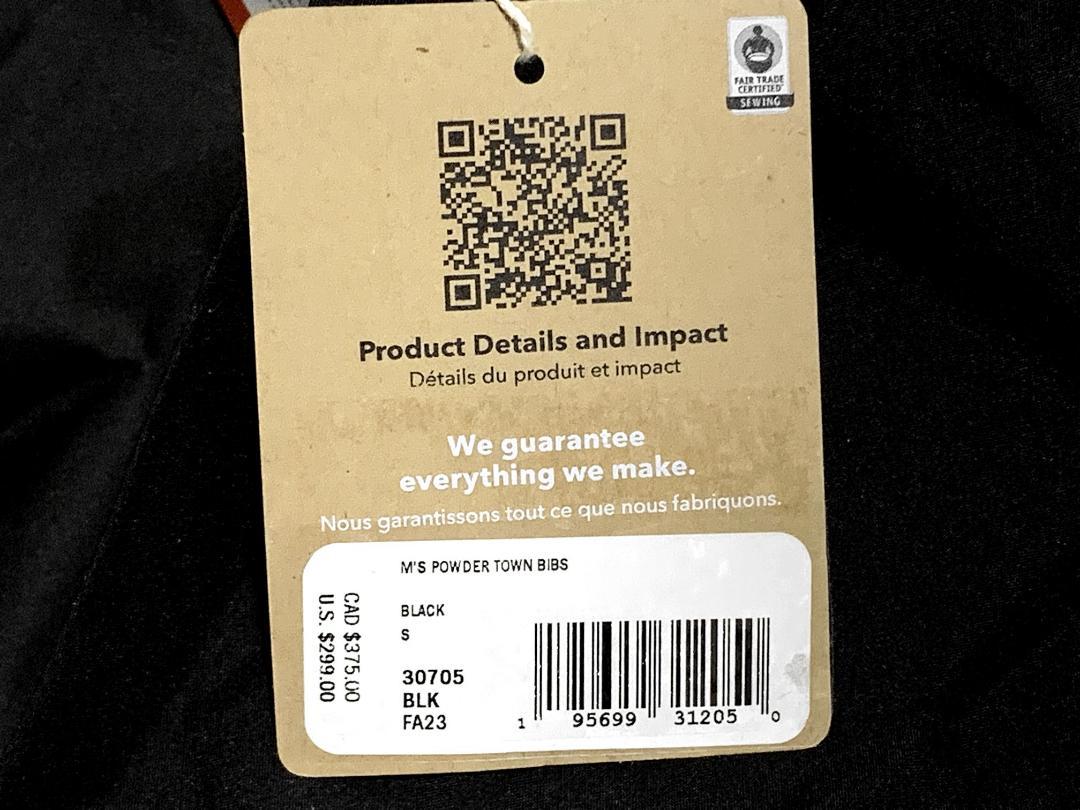 FAIR TRADE
CERTIFIED
SEWING
Product Details and Impact
Détails du produit et impact
We guarantee
everything we make.
Nous garantissons tout ce que nous fabriquons.
M'S POWDER TOWN BIBS
BLACK
S
30705
BLK
FA23
CAD $375.00
U.S. $299.00
1 95699 31205 0